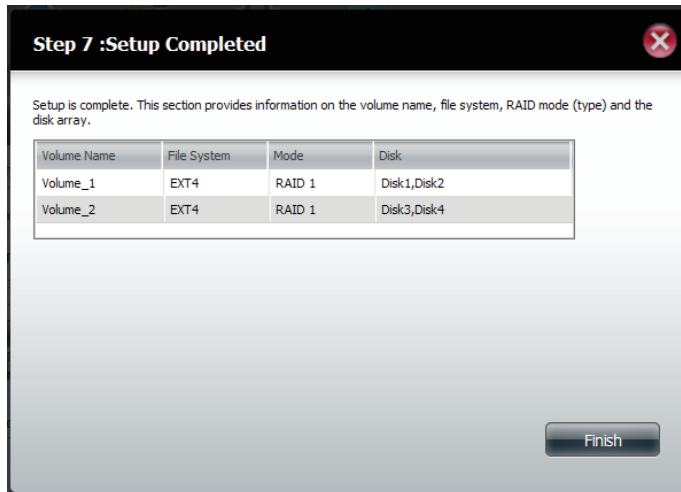 Step 7 :Setup Completed
Setup is complete. This section provides information on the volume name, file system, RAID mode (type) and the
disk array.
Volume Name File System Mode Disk
Volume_1 EXT4 RAID 1 Disk1,Disk2
Volume_2 EXT4 RAID 1 Disk3,Disk4
Finish